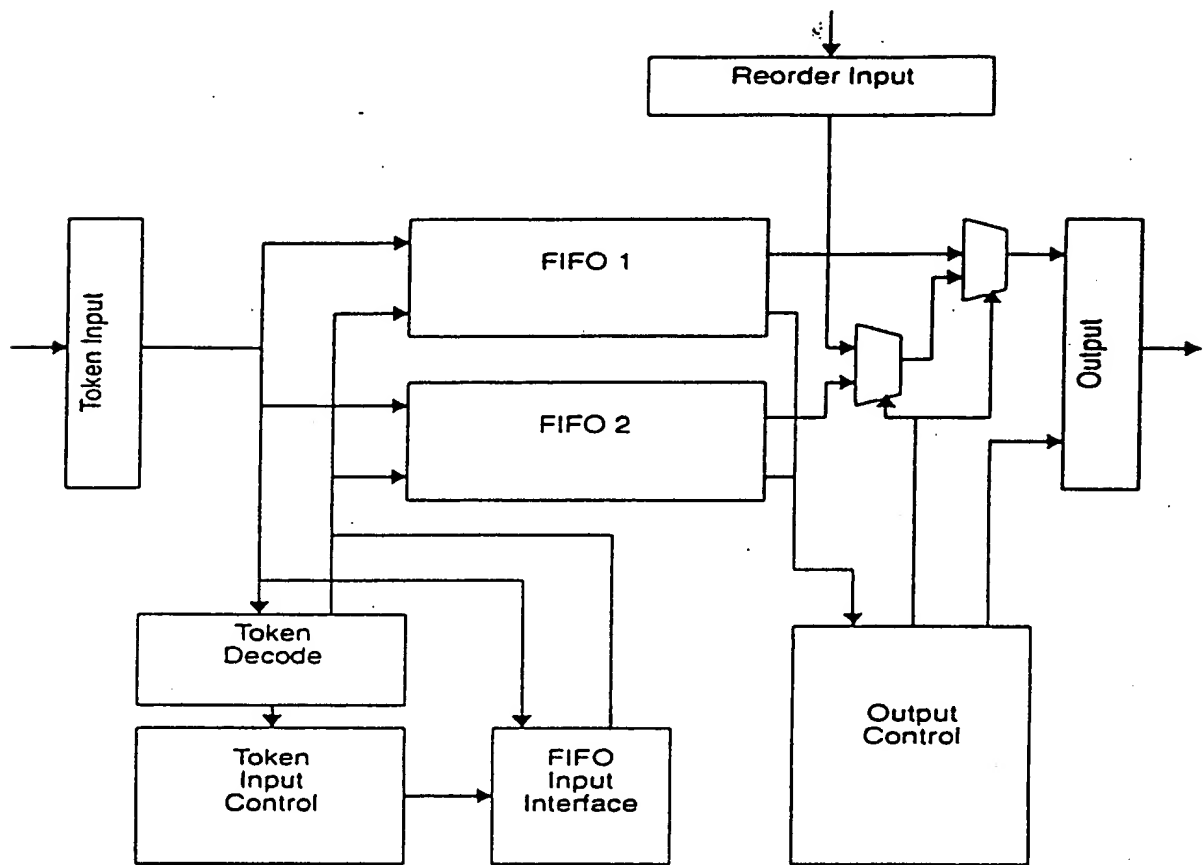 Reorder Input
Token Input
FIFO 1
FIFO 2
Output
Token
Decode
Token
Input
Control
FIFO
Input
Interface
Output
Control